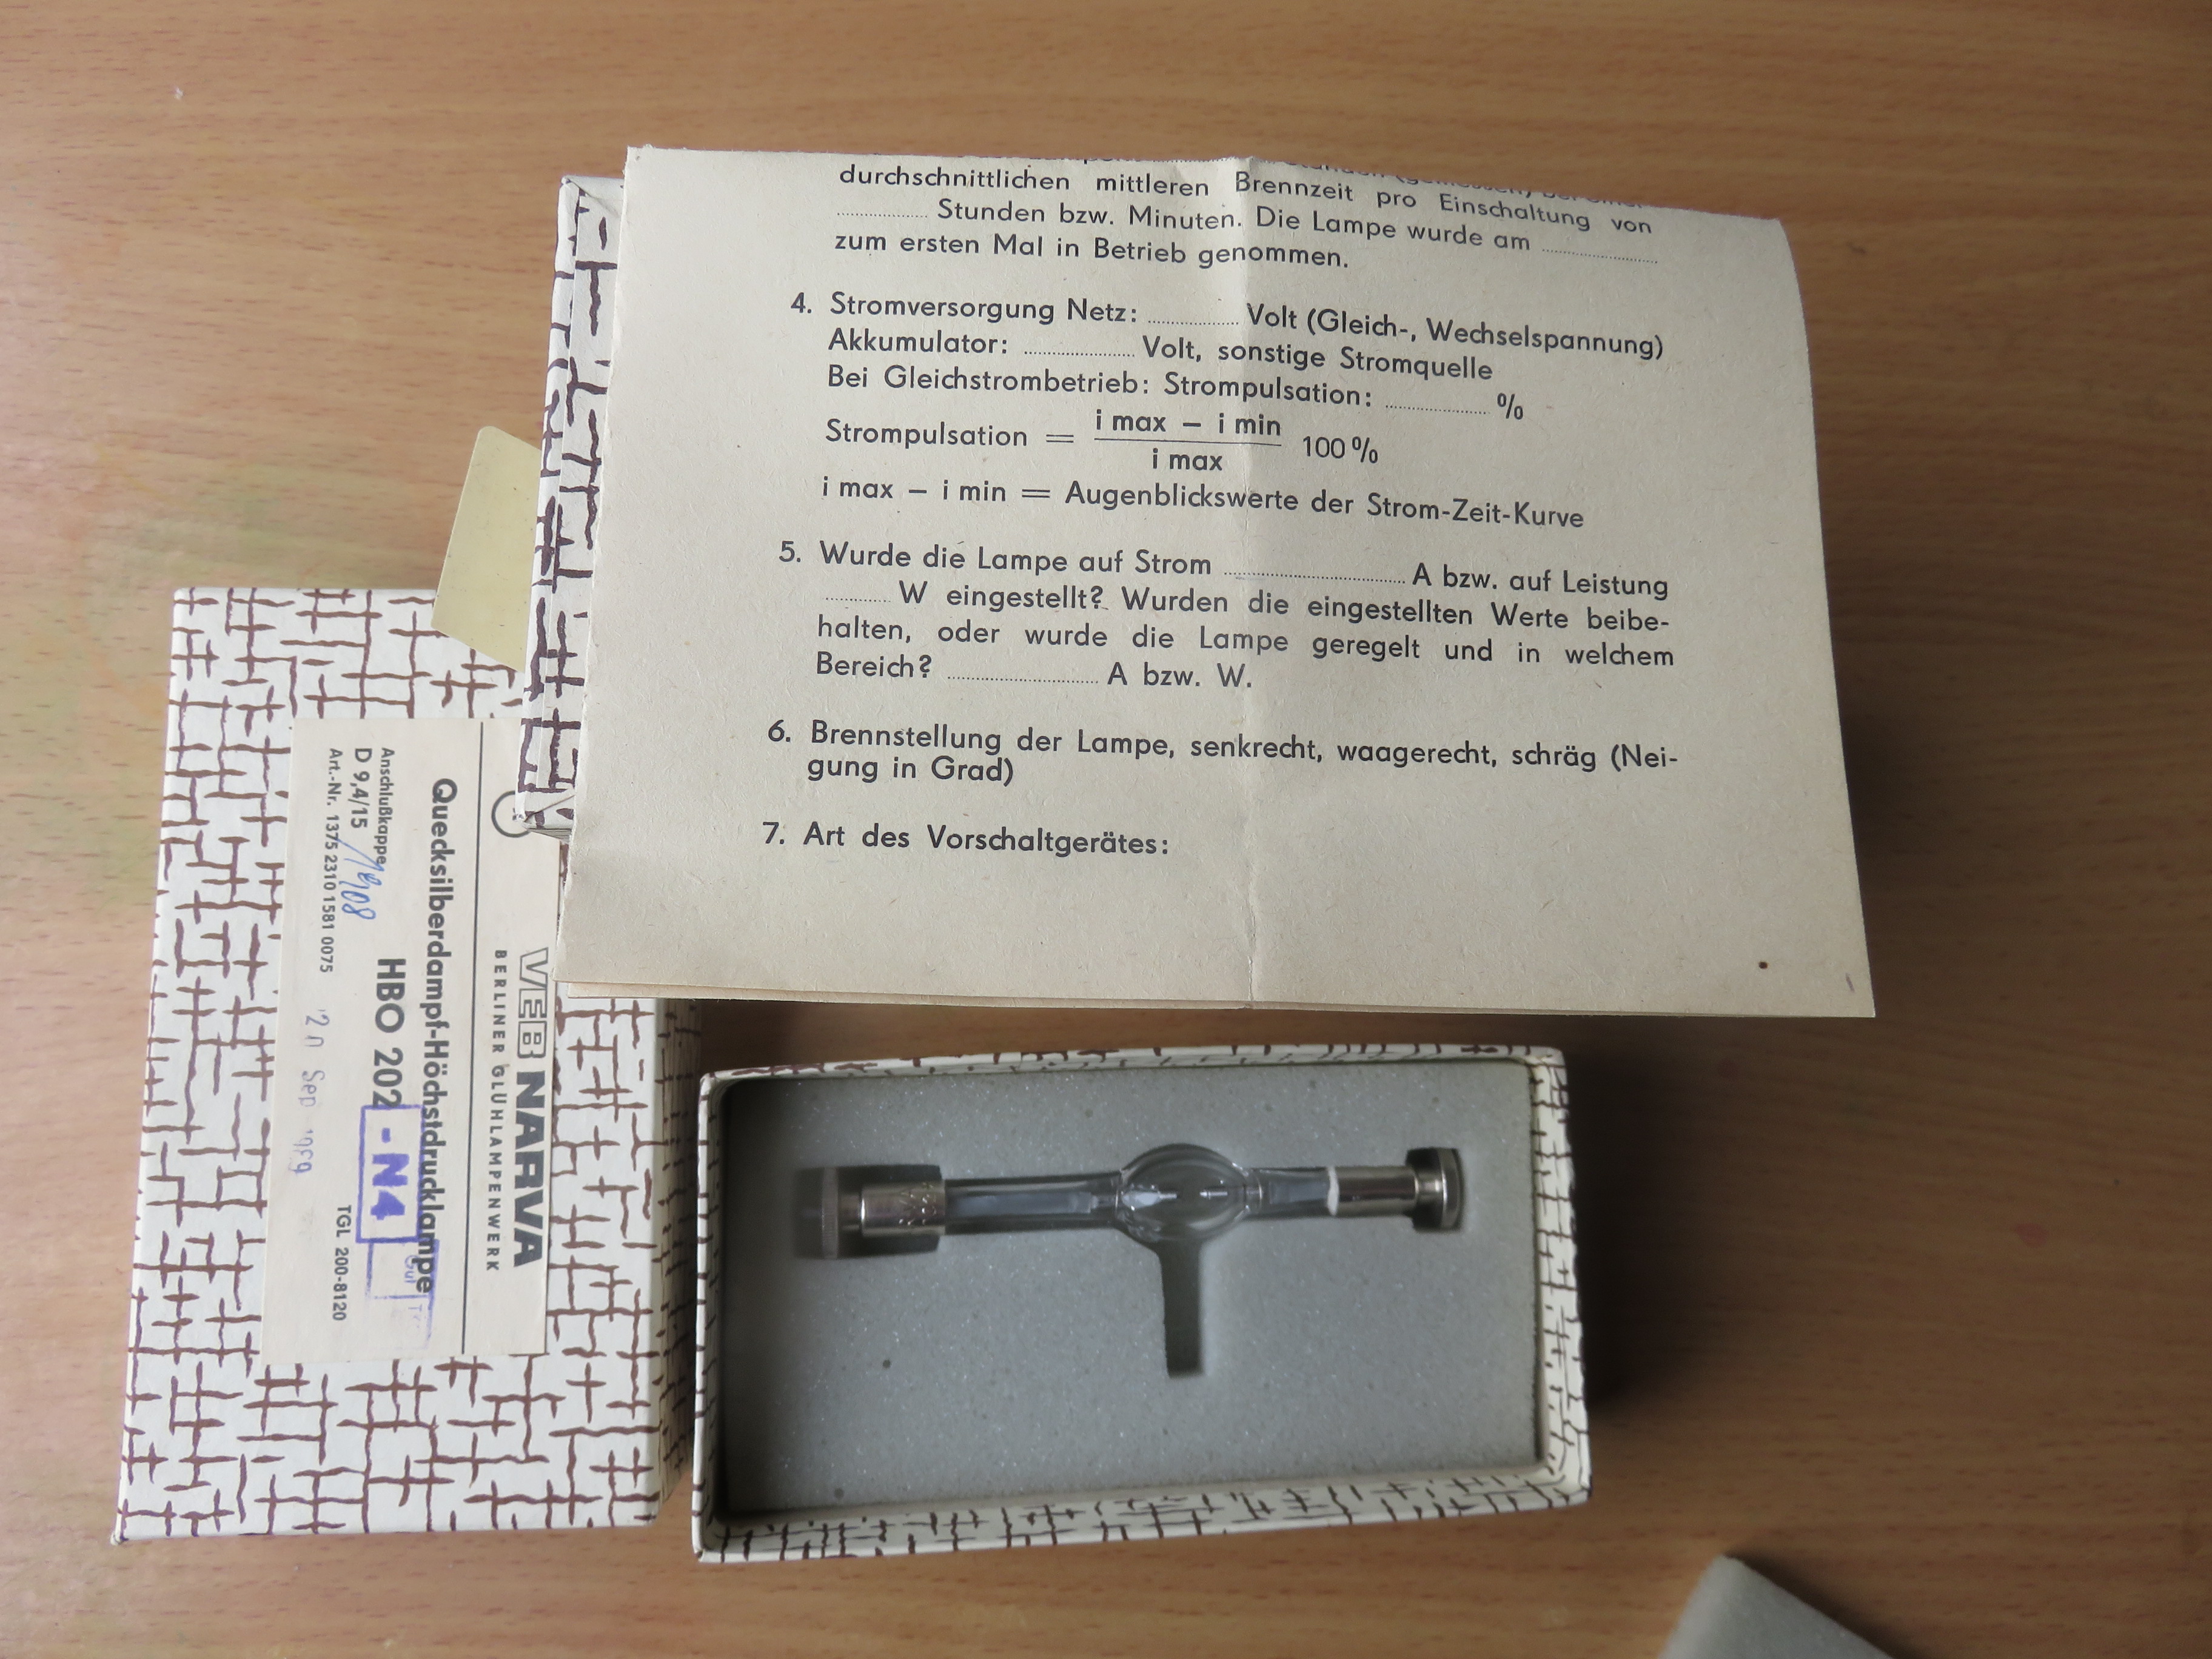 durchschnittlichen mittleren Brennzeit pro Einschaltung von
Stunden bzw. Minuten. Die Lampe wurde am
zum ersten Mal in Betrieb genommen.
4. Stromversorgung Netz: Volt (Gleich-, Wechselspannung)
Akkumulator: Volt, sonstige Stromquelle
Bei Gleichstrombetrieb: Strompulsation: %
Strompulsation = i max – i min / i max 100 %
i max – i min = Augenblickswerte der Strom-Zeit-Kurve
5. Wurde die Lampe auf Strom A bzw. auf Leistung
W eingestellt? Wurden die eingestellten Werte beibe-
halten, oder wurde die Lampe geregelt und in welchem
Bereich? A bzw. W.
6. Brennstellung der Lampe, senkrecht, waagerecht, schräg (Nei-
gung in Grad)
7. Art des Vorschaltgerätes:
VEB NARVA
BERLINER GLÜHLAMPENWERK
Quecksilberdampf-Höchstdrucklampe
HBO 202 - N4
Anschlußkappe
D 9,4/15
Art.-Nr. 1375 2310 1581 0075
TGL 200-8120
20 Sep